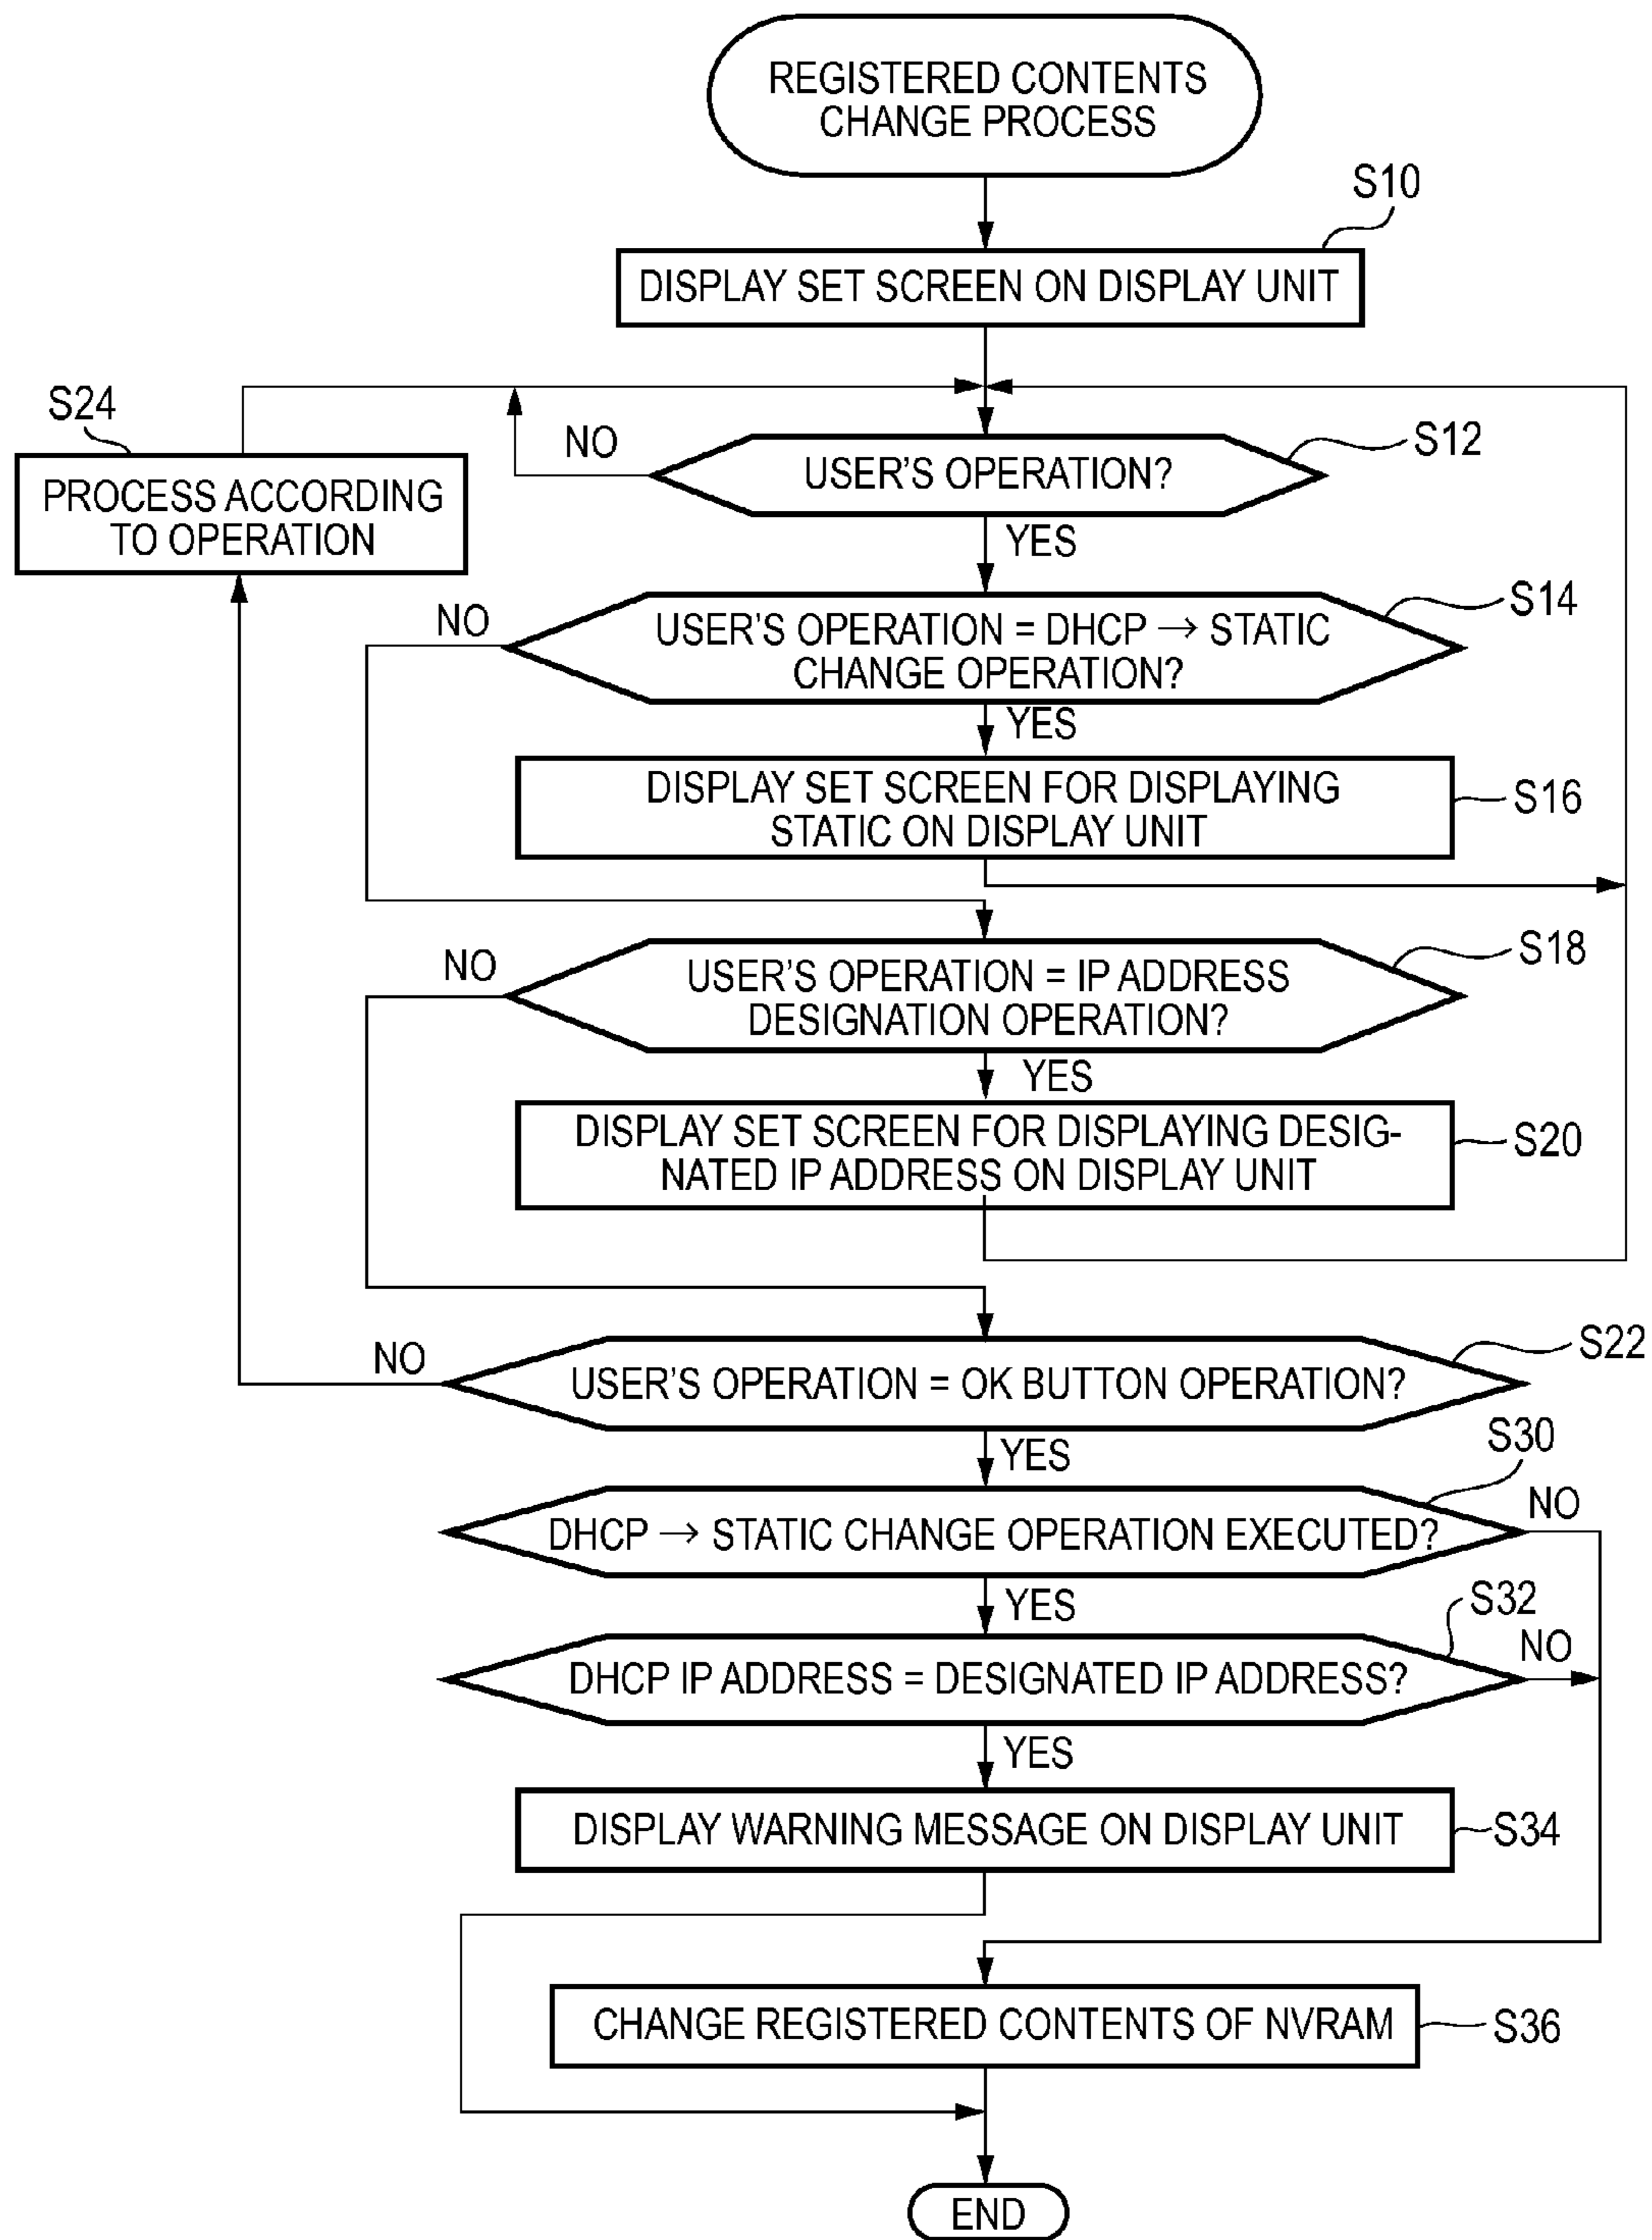 REGISTERED CONTENTS
CHANGE PROCESS
S10
DISPLAY SET SCREEN ON DISPLAY UNIT
S24
PROCESS ACCORDING
TO OPERATION
NO
USER'S OPERATION?
S12
YES
NO
USER'S OPERATION = DHCP → STATIC
CHANGE OPERATION?
S14
YES
DISPLAY SET SCREEN FOR DISPLAYING
STATIC ON DISPLAY UNIT
S16
NO
USER'S OPERATION = IP ADDRESS
DESIGNATION OPERATION?
S18
YES
DISPLAY SET SCREEN FOR DISPLAYING DESIG-
NATED IP ADDRESS ON DISPLAY UNIT
S20
NO
USER'S OPERATION = OK BUTTON OPERATION?
S22
YES
S30
DHCP → STATIC CHANGE OPERATION EXECUTED?
NO
YES
S32
DHCP IP ADDRESS = DESIGNATED IP ADDRESS?
NO
YES
DISPLAY WARNING MESSAGE ON DISPLAY UNIT
S34
CHANGE REGISTERED CONTENTS OF NVRAM
S36
END